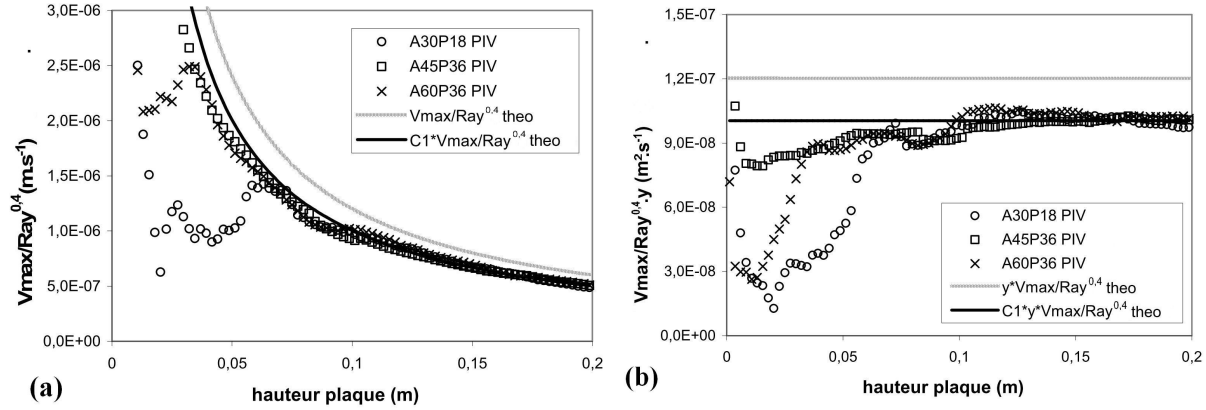 3,0E-06
2,5E-06
2,0E-06
1,5E-06
1,0E-06
5,0E-07
0,0E+00
Vmax/Ray^0,4 (m.s-1)
A30P18 PIV
A45P36 PIV
A60P36 PIV
Vmax/Ray^0,4 theo
C1*Vmax/Ray^0,4 theo
0
0,05
0,1
0,15
0,2
hauteur plaque (m)
(a)
1,5E-07
1,2E-07
9,0E-08
6,0E-08
3,0E-08
0,0E+00
Vmax/Ray^0,4.y (m².s-1)
A30P18 PIV
A45P36 PIV
A60P36 PIV
y*Vmax/Ray^0,4 theo
C1*y*Vmax/Ray^0,4 theo
0
0,05
0,1
0,15
0,2
hauteur plaque (m)
(b)